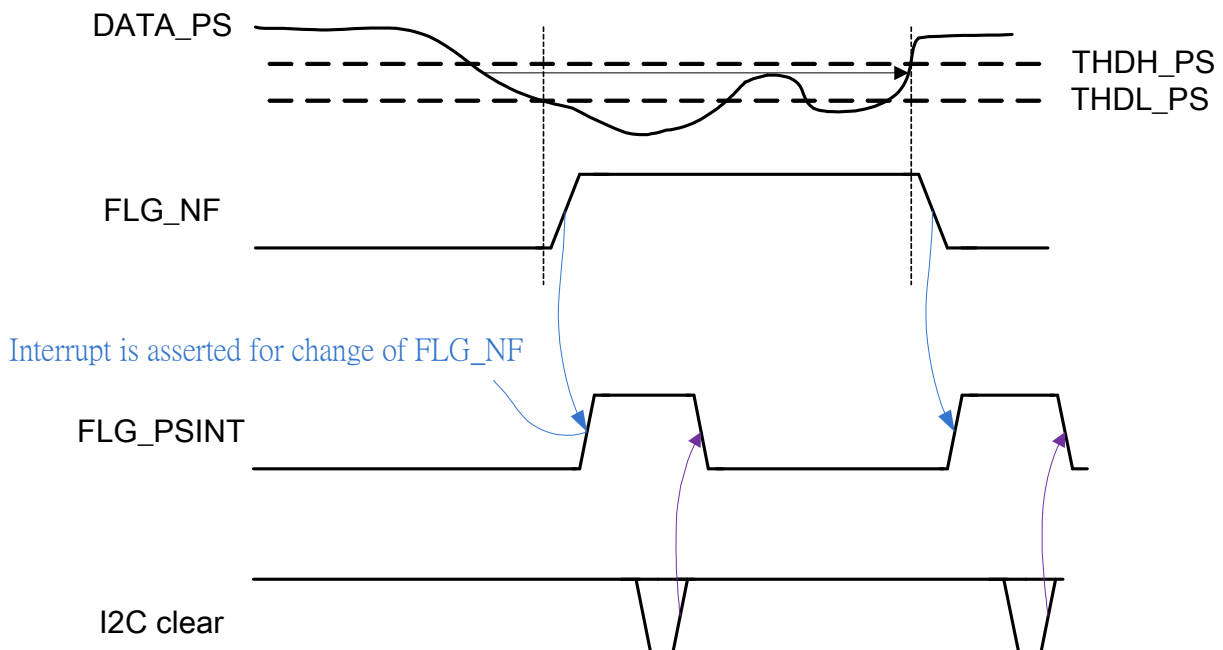 DATA_PS
THDH_PS
THDL_PS
FLG_NF
Interrupt is asserted for change of FLG_NF
FLG_PSINT
I2C clear